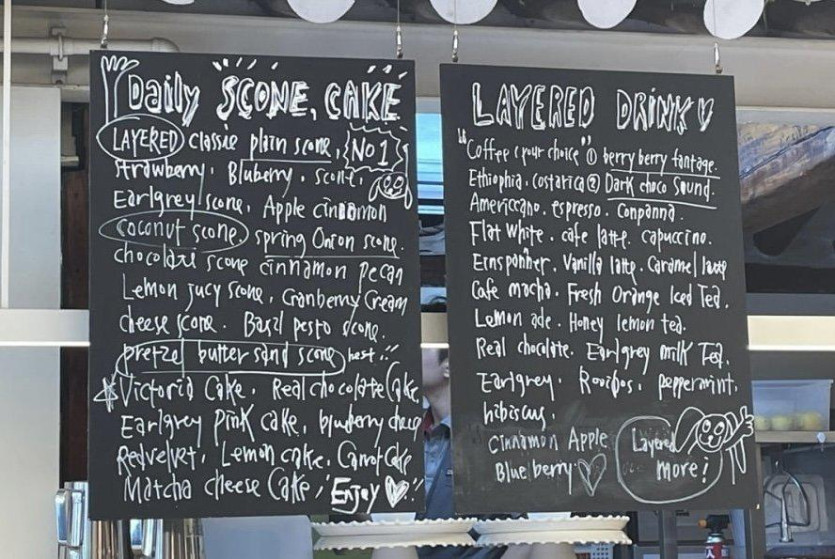 Daily SCONE, CAKE
LAYERED classic plain scone, No 1
strawberry. Bluberry. scone,
Earlgrey scone, Apple cinnamon
coconut scone, spring Onion scone.
chocolate scone cinnamon pecan
Lemon jucy scone, Cranberry Cream
cheese scone. Basil pesto scone.
pretzel butter sand scone best!!
Victoria Cake, Real chocolate Cake,
Earlgrey pink cake, blueberry
Redvelvet, Lemon cake, Carrot Cake
Matcha cheese Cake, Enjoy
LAYERED DRINK
"Coffee (your choice)" ① berry berry fantage.
Ethiophia. costarica ② Dark choco Sound.
Americcano. espresso. Conpanna.
Flat White. cafe latte. capuccino.
Einspanner. Vanilla latte. Caramel latte
Cafe macha. Fresh Orange Iced Tea.
Lemon ade. Honey lemon tea.
Real chocolate. Earlgrey milk Tea.
Earlgrey. Rooibos. peppermint.
hibiscus.
Cinnamon Apple
Blue berry
Layered
more!